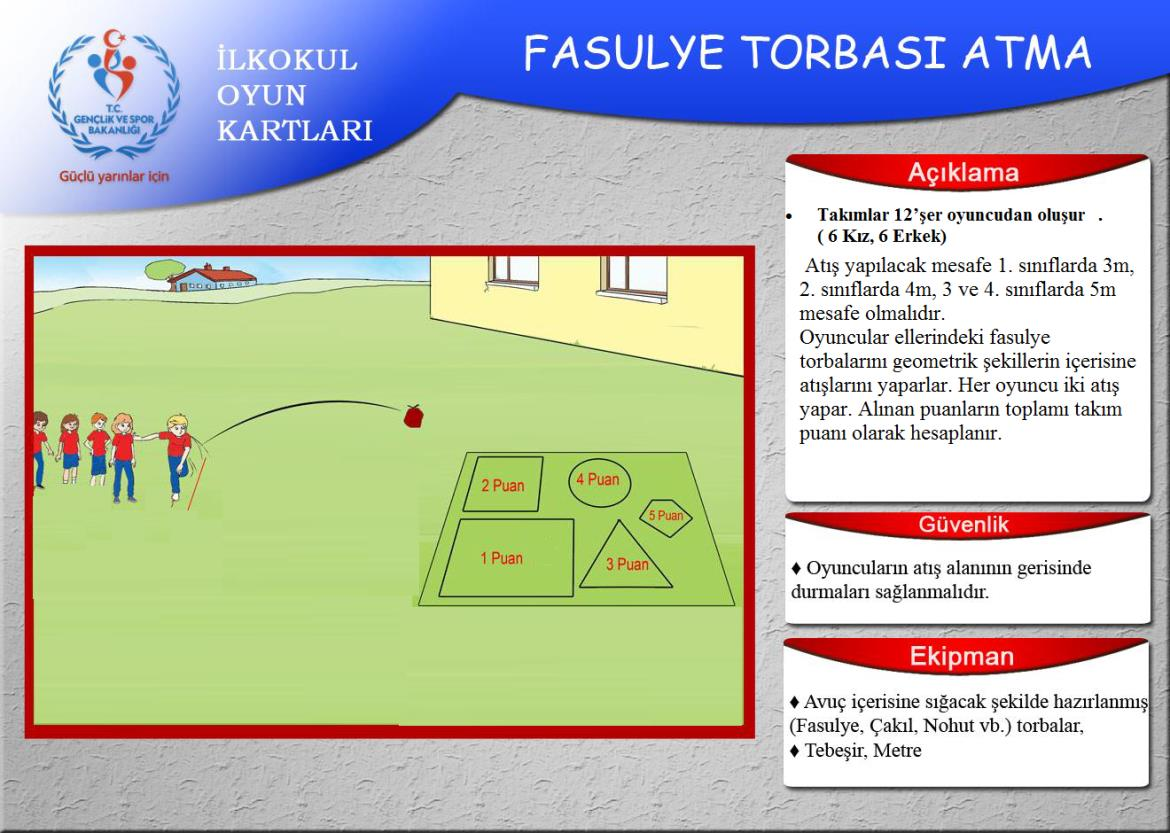 T.C.
GENÇLİK VE SPOR
BAKANLIĞI
Güçlü yarınlar için
İLKOKUL
OYUN
KARTLARI
FASULYE TORBASI ATMA
2 Puan
4 Puan
5 Puan
1 Puan
3 Puan
Açıklama
• Takımlar 12’şer oyuncudan oluşur .
( 6 Kız, 6 Erkek)
Atış yapılacak mesafe 1. sınıflarda 3m,
2. sınıflarda 4m, 3 ve 4. sınıflarda 5m
mesafe olmalıdır.
Oyuncular ellerindeki fasulye
torbalarını geometrik şekillerin içerisine
atışlarını yaparlar. Her oyuncu iki atış
yapar. Alınan puanların toplamı takım
puanı olarak hesaplanır.
Güvenlik
♦ Oyuncuların atış alanının gerisinde
durmaları sağlanmalıdır.
Ekipman
♦ Avuç içerisine sığacak şekilde hazırlanmış
(Fasulye, Çakıl, Nohut vb.) torbalar,
♦ Tebeşir, Metre